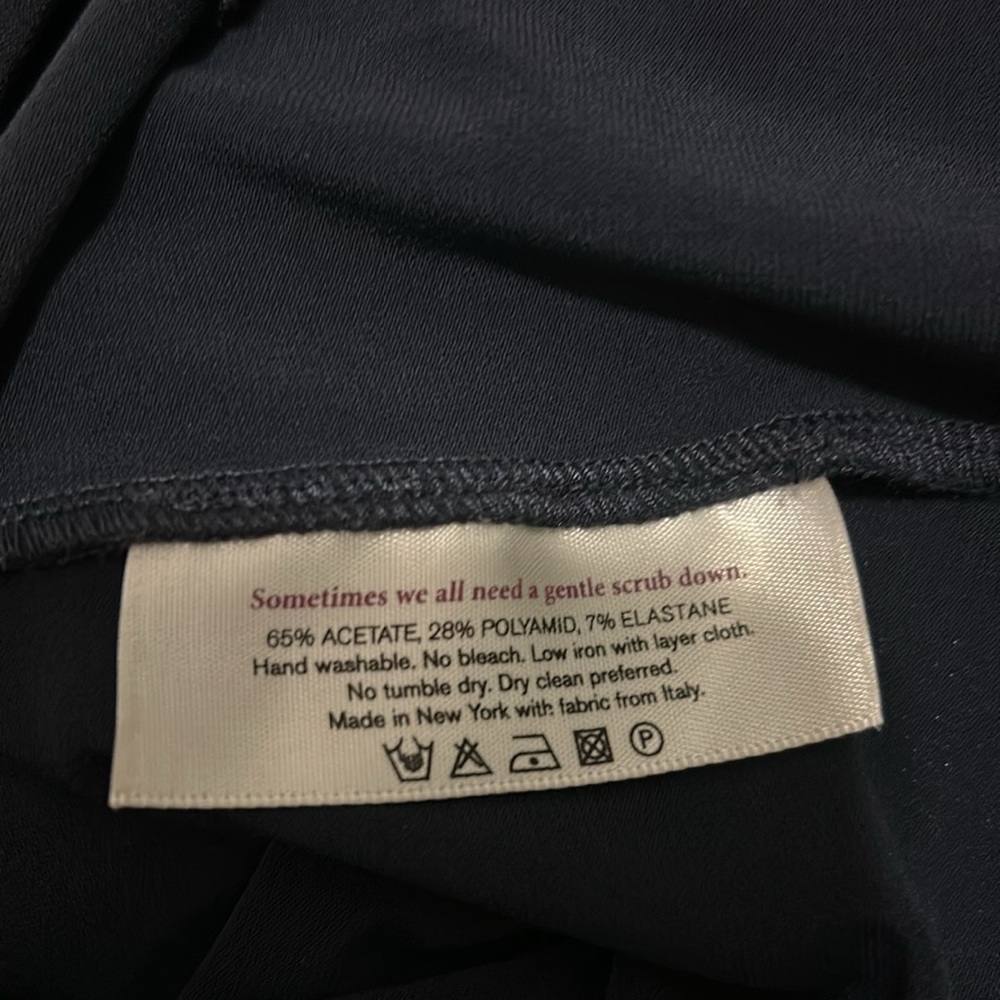 Sometimes we all need a gentle scrub down.
65% ACETATE, 28% POLYAMID, 7% ELASTANE
Hand washable. No bleach. Low iron with layer cloth.
No tumble dry. Dry clean preferred.
Made in New York with fabric from Italy.
P